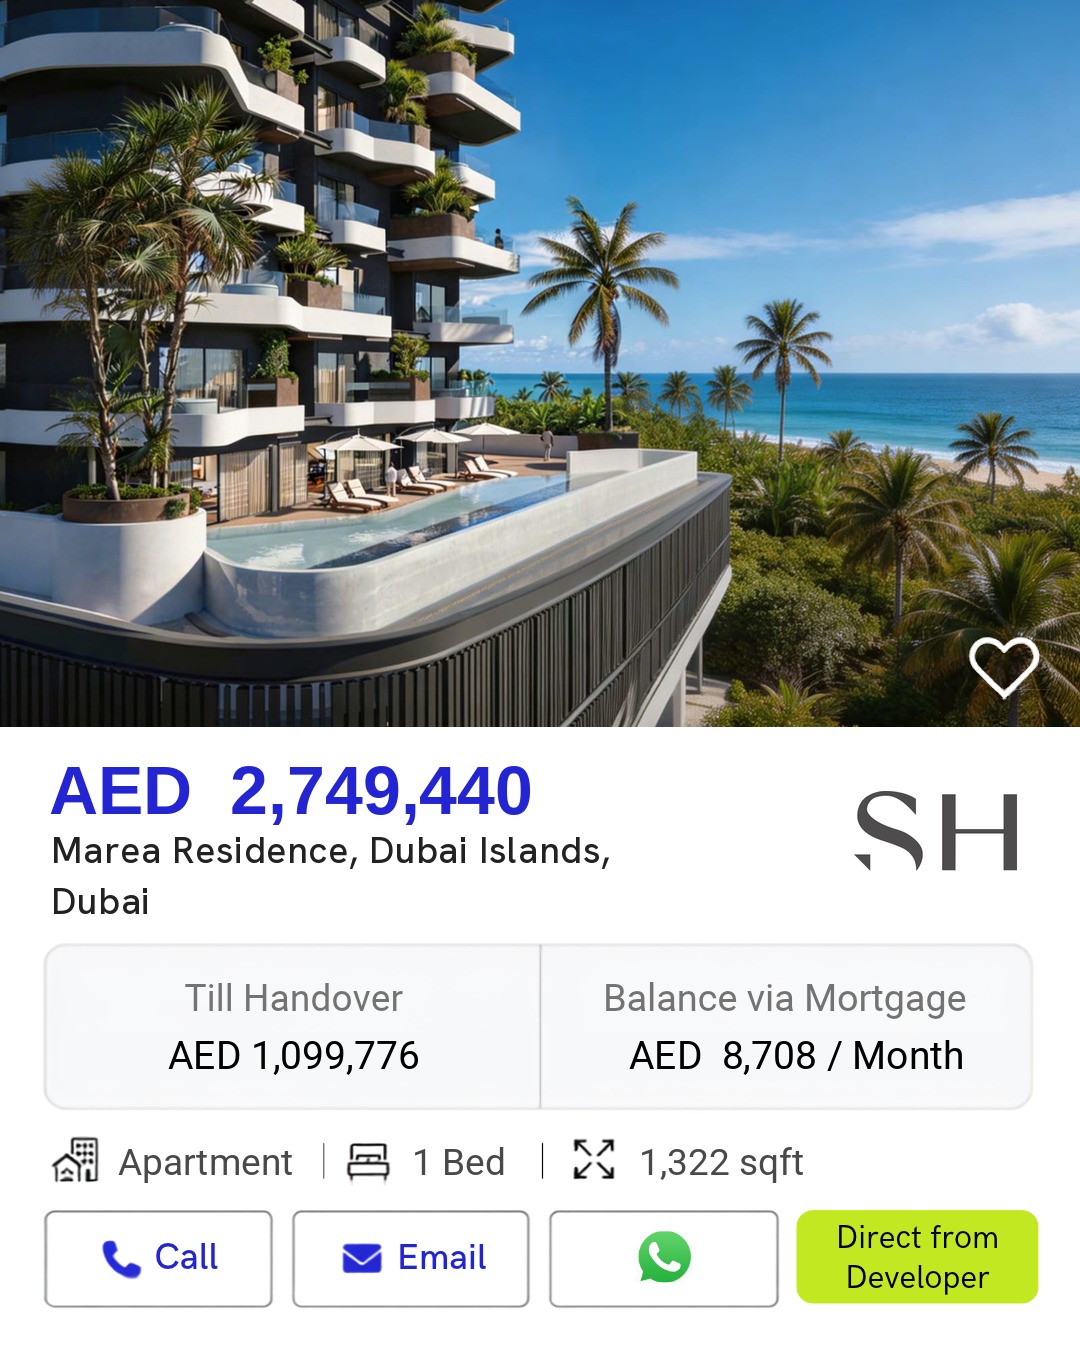 AED 2,749,440
Marea Residence, Dubai Islands,
Dubai
SH
Till Handover
AED 1,099,776
Balance via Mortgage
AED 8,708 / Month
Apartment
1 Bed
1,322 sqft
Call
Email
Direct from
Developer